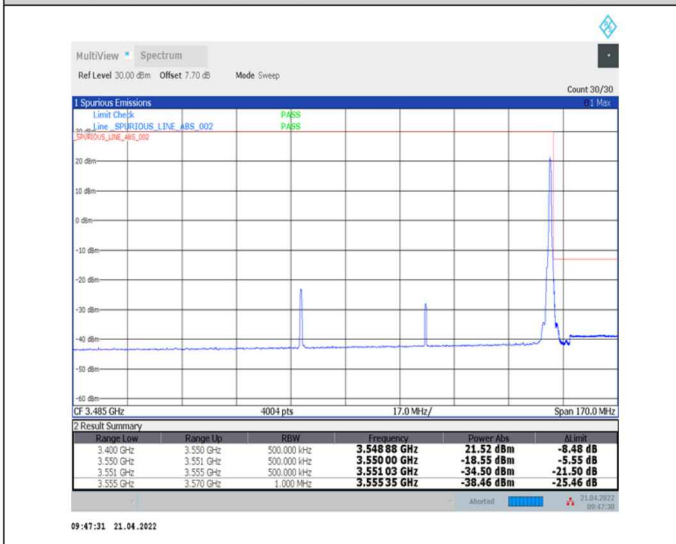 MultiView Spectrum
Ref Level 30.00 dBm Offset 7.70 dB Mode Sweep
Count 30/30
1 Spurious Emissions 1 Max
Limit Check PASS
Line _SPURIOUS_LINE_ABS_002 PASS
_SPURIOUS_LINE_ABS_002
20 dBm
10 dBm
0 dBm
-10 dBm
-20 dBm
-30 dBm
-40 dBm
-50 dBm
-60 dBm
CF 3.485 GHz 4004 pts 17.0 MHz/ Span 170.0 MHz
2 Result Summary
Range Low Range Up RBW Frequency Power Abs ΔLimit
3.400 GHz 3.550 GHz 500.000 kHz 3.548 88 GHz 21.52 dBm -8.48 dB
3.550 GHz 3.551 GHz 500.000 kHz 3.550 00 GHz -18.55 dBm -5.55 dB
3.551 GHz 3.555 GHz 500.000 kHz 3.551 03 GHz -34.50 dBm -21.50 dB
3.555 GHz 3.570 GHz 1.000 MHz 3.555 35 GHz -38.46 dBm -25.46 dB
Aborted 21.04.2022
09:47:30
09:47:31 21.04.2022